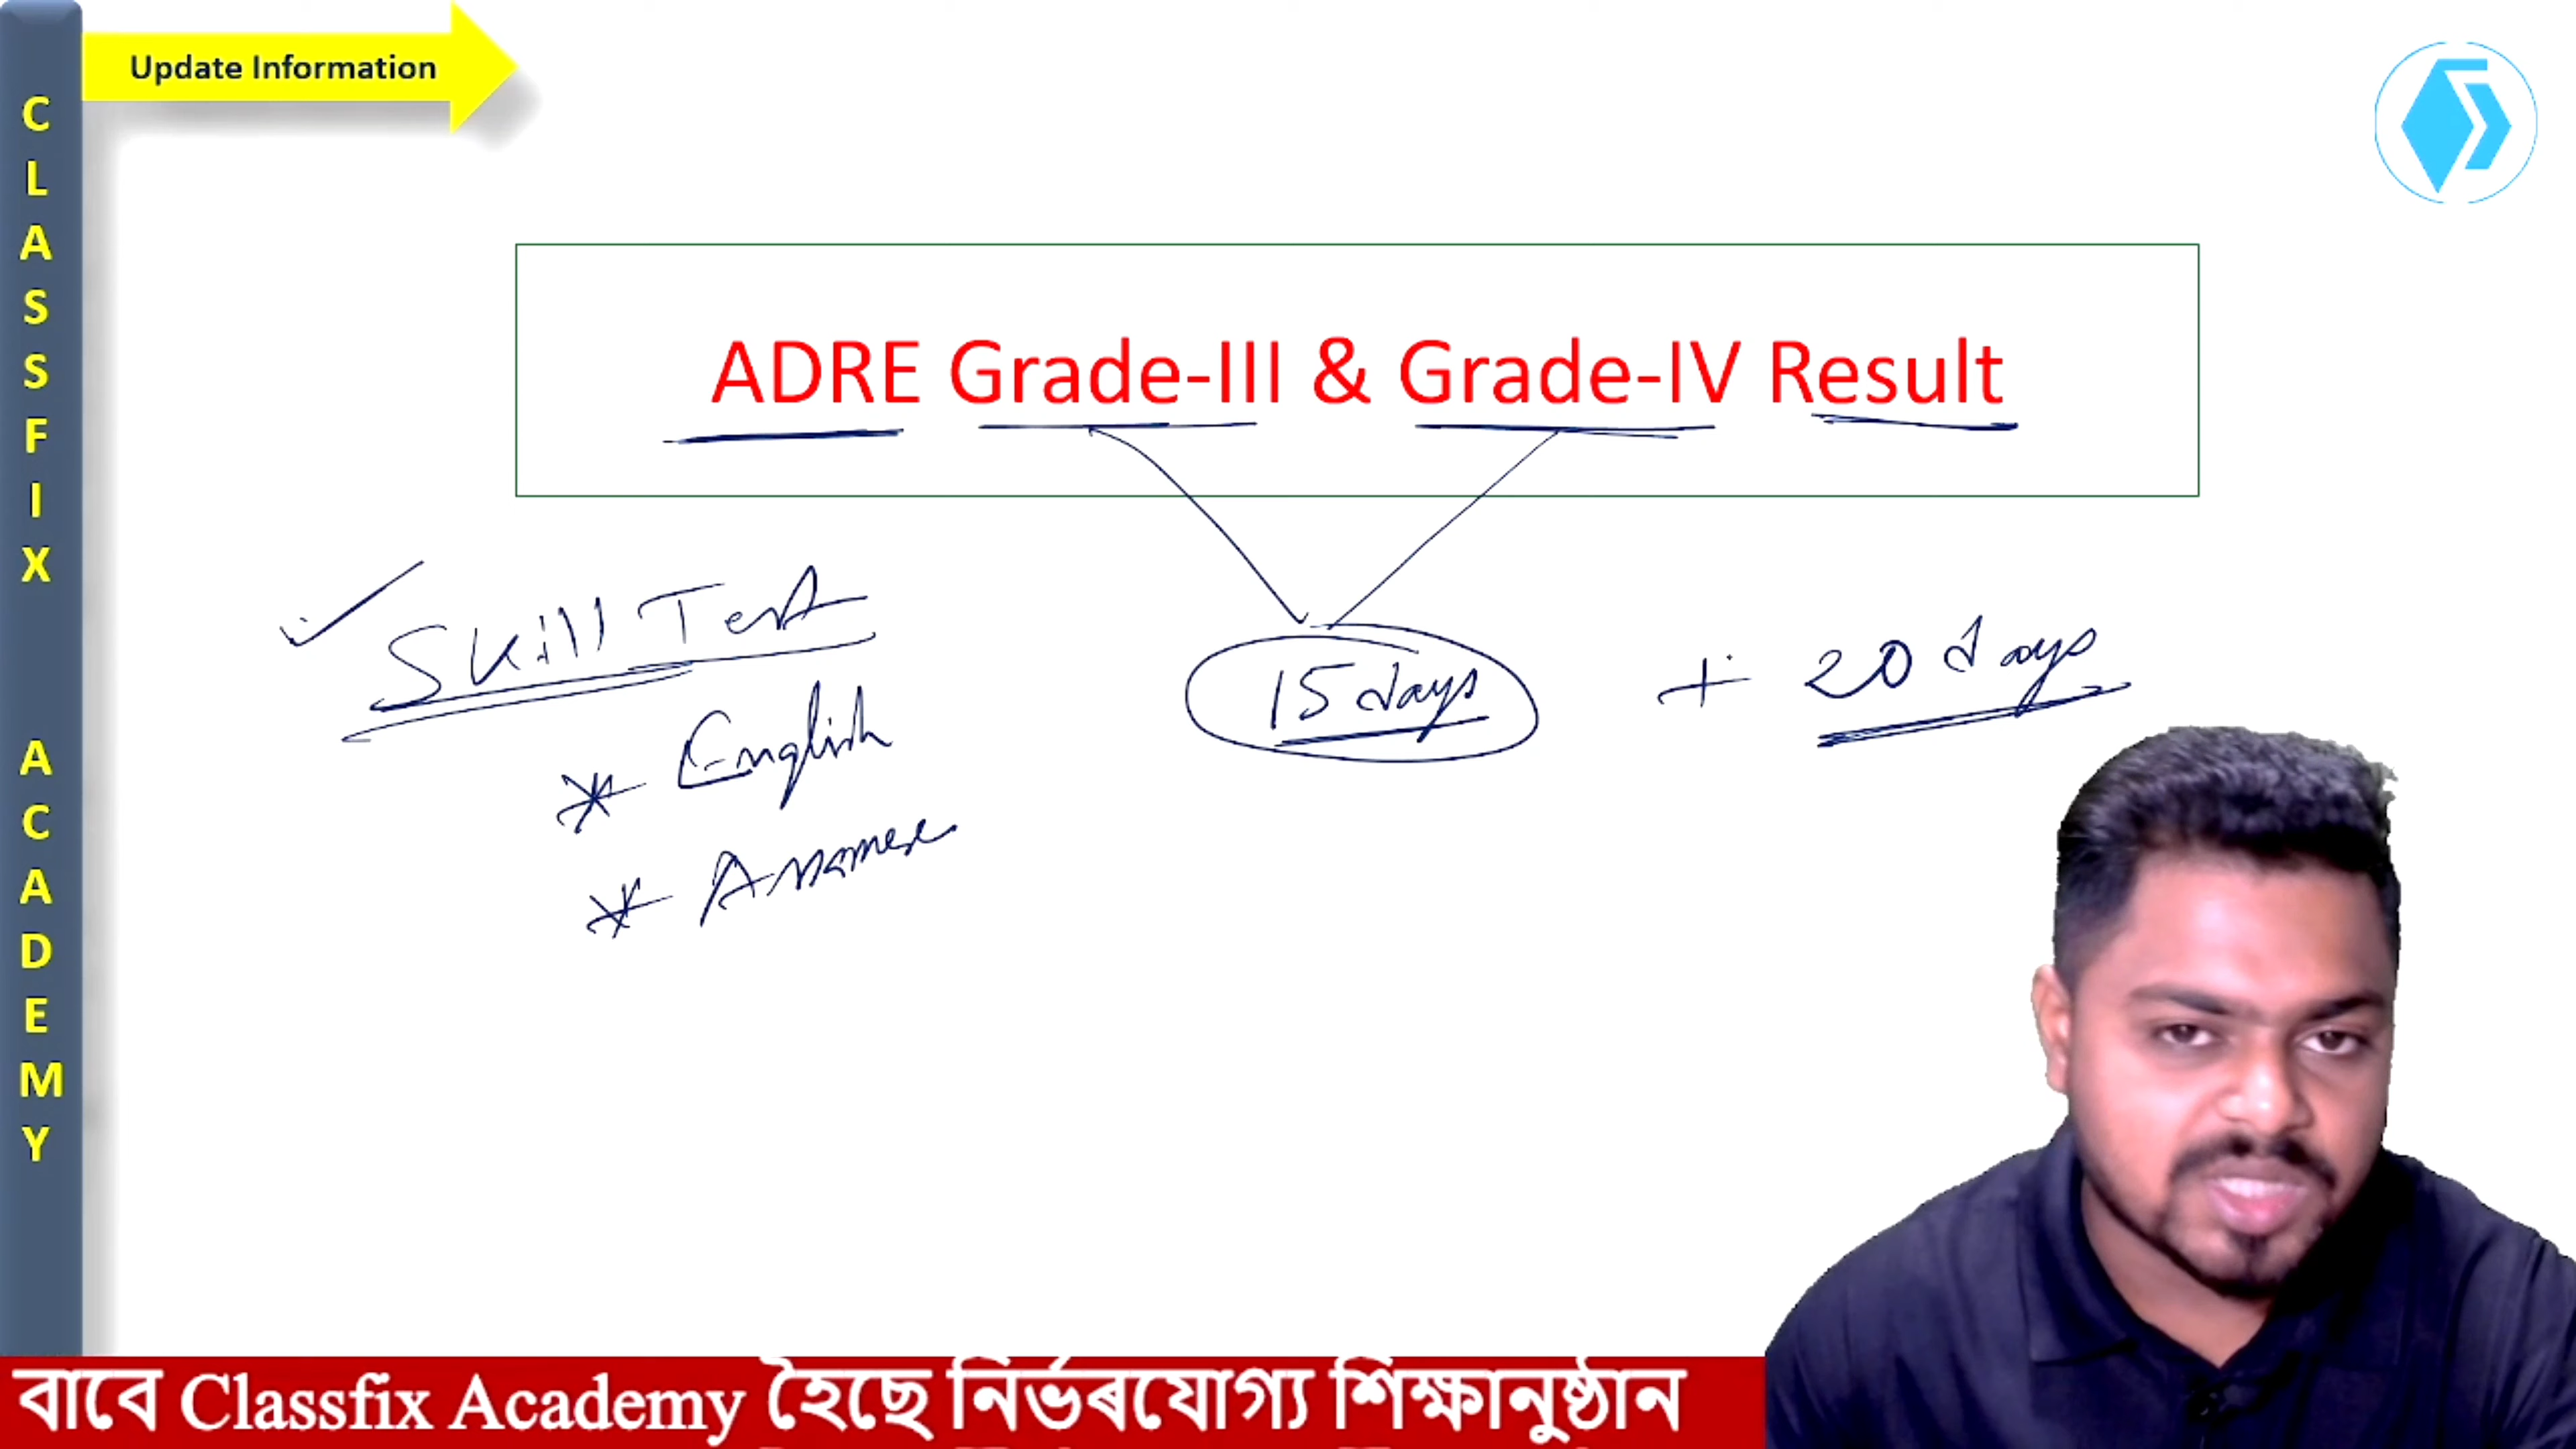 Update Information
CLASSFIX ACADEMY
ADRE Grade-III & Grade-IV Result
Skill Test
* English
* Assamese
15 days
+ 20 days
বাবে Classfix Academy হৈছে নিৰ্ভৰযোগ্য শিক্ষানুষ্ঠান